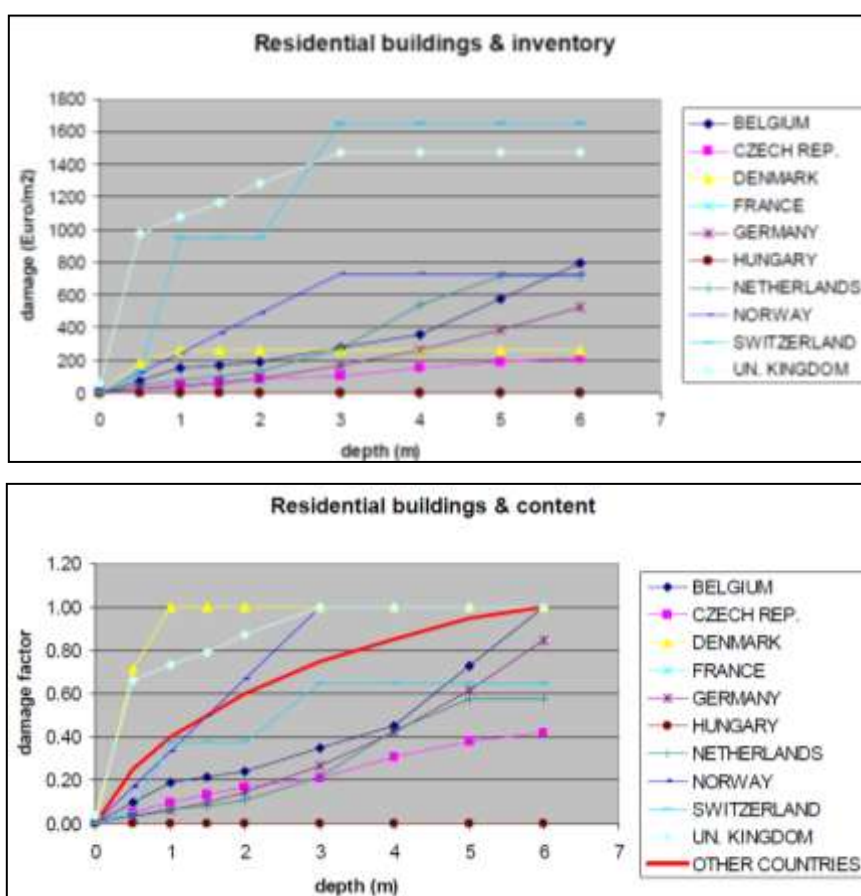 Residential buildings & inventory
1800
1600
1400
1200
1000
800
600
400
200
0
damage (Euro/m2)
0 1 2 3 4 5 6 7
depth (m)
BELGIUM
CZECH REP.
DENMARK
FRANCE
GERMANY
HUNGARY
NETHERLANDS
NORWAY
SWITZERLAND
UN. KINGDOM
Residential buildings & content
1.20
1.00
0.80
0.60
0.40
0.20
0.00
damage factor
0 1 2 3 4 5 6 7
depth (m)
BELGIUM
CZECH REP.
DENMARK
FRANCE
GERMANY
HUNGARY
NETHERLANDS
NORWAY
SWITZERLAND
UN. KINGDOM
OTHER COUNTRIES